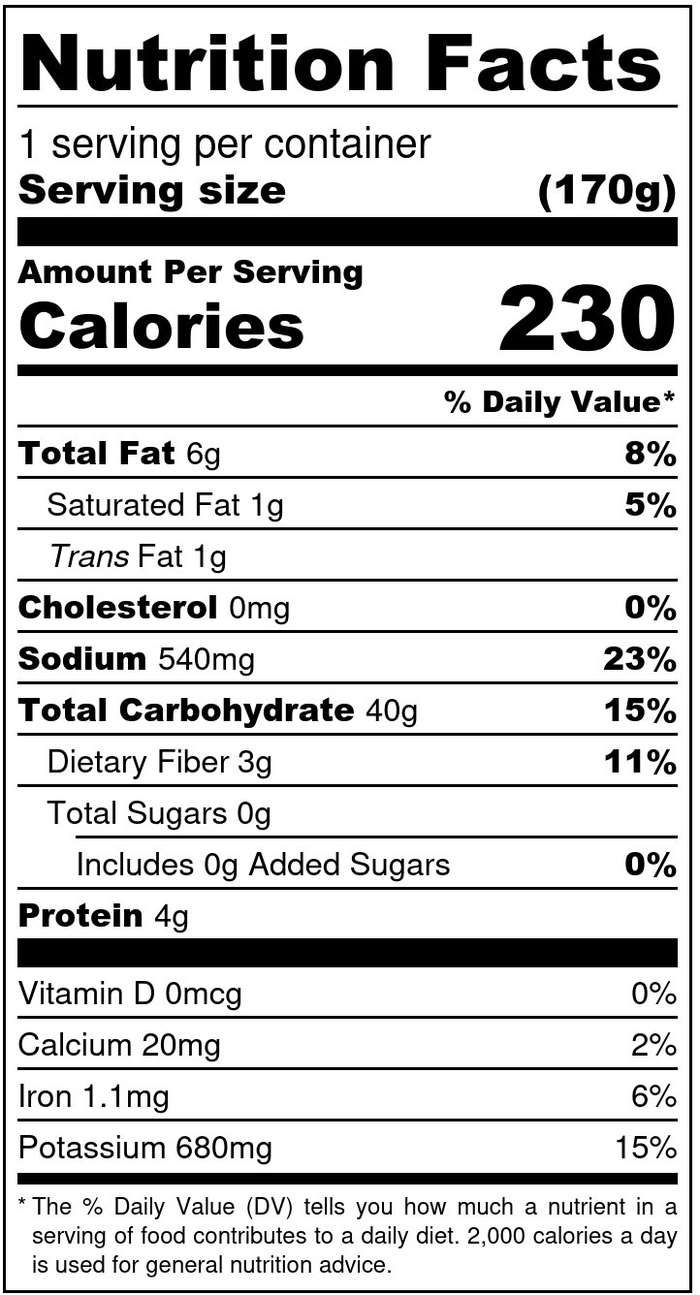 Nutrition Facts
1 serving per container
Serving size (170g)
Amount Per Serving
Calories 230
% Daily Value*
Total Fat 6g 8%
Saturated Fat 1g 5%
Trans Fat 1g
Cholesterol 0mg 0%
Sodium 540mg 23%
Total Carbohydrate 40g 15%
Dietary Fiber 3g 11%
Total Sugars 0g
Includes 0g Added Sugars 0%
Protein 4g
Vitamin D 0mcg 0%
Calcium 20mg 2%
Iron 1.1mg 6%
Potassium 680mg 15%
* The % Daily Value (DV) tells you how much a nutrient in a
serving of food contributes to a daily diet. 2,000 calories a day
is used for general nutrition advice.